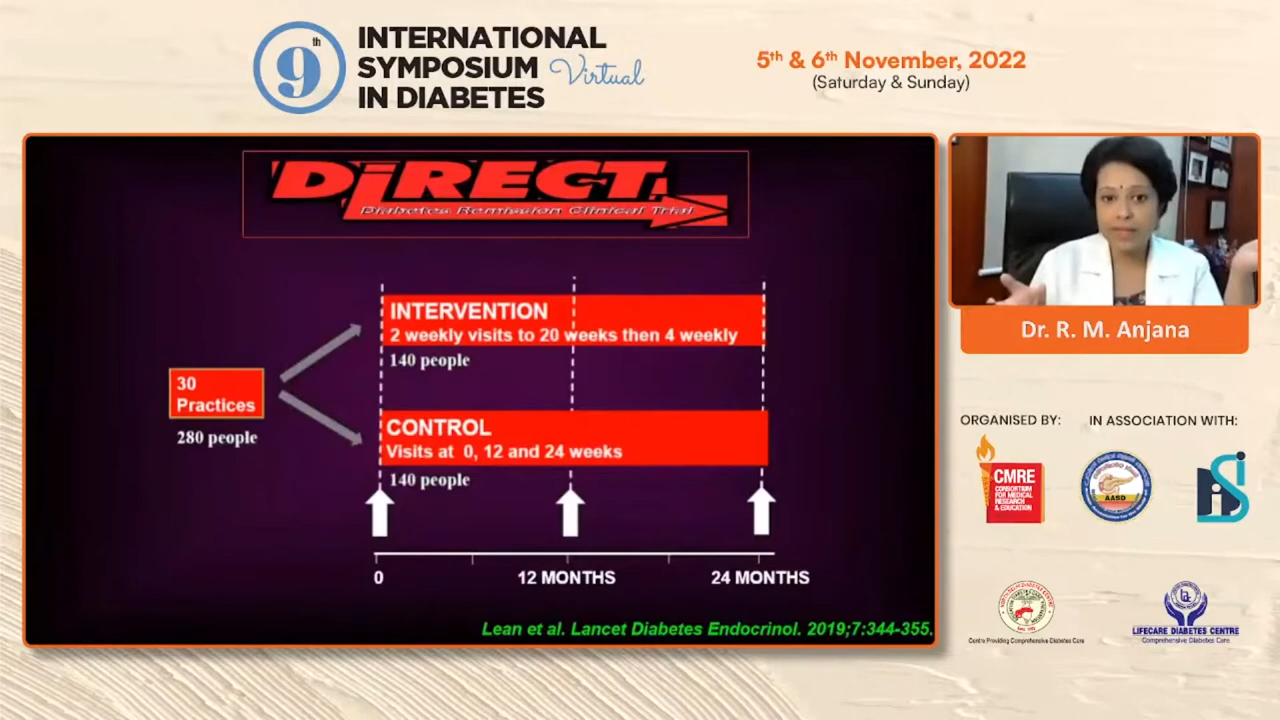 9th
INTERNATIONAL
SYMPOSIUM Virtual
IN DIABETES
5th & 6th November, 2022
(Saturday & Sunday)
DiRECT
Diabetes Remission Clinical Trial
30
Practices
280 people
INTERVENTION
2 weekly visits to 20 weeks then 4 weekly
140 people
CONTROL
Visits at 0, 12 and 24 weeks
140 people
0
12 MONTHS
24 MONTHS
Lean et al. Lancet Diabetes Endocrinol. 2019;7:344-355.
Dr. R. M. Anjana
ORGANISED BY:
IN ASSOCIATION WITH:
CMRE
CONSORTIUM
FOR MEDICAL
RESEARCH
& EDUCATION
AASD
Centre Providing Comprehensive Diabetes Care
LIFECARE DIABETES CENTRE
Comprehensive Diabetes Care